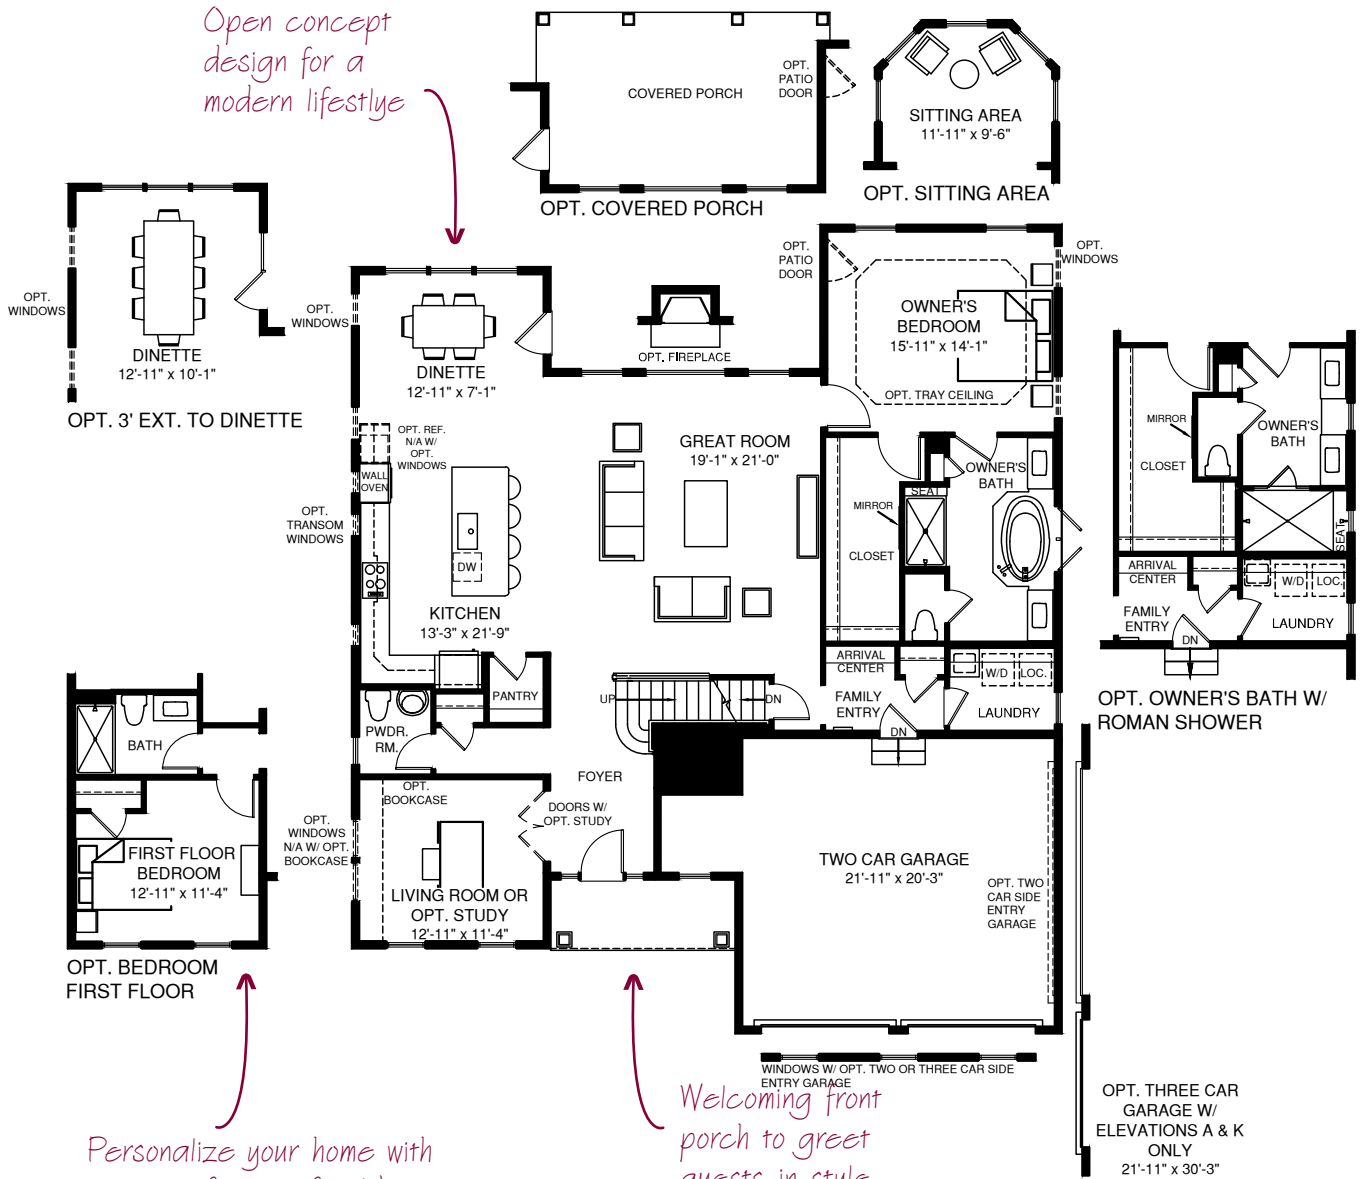 Open concept
design for a
modern lifestlye
COVERED PORCH
OPT.
PATIO
DOOR
OPT. COVERED PORCH
SITTING AREA
11'-11" x 9'-6"
OPT. SITTING AREA
OPT.
WINDOWS
DINETTE
12'-11" x 10'-1"
OPT. 3' EXT. TO DINETTE
OPT.
WINDOWS
DINETTE
12'-11" x 7'-1"
OPT. FIREPLACE
OPT.
PATIO
DOOR
OWNER'S
BEDROOM
15'-11" x 14'-1"
OPT. TRAY CEILING
OPT.
WINDOWS
OPT. REF.
N/A W/
OPT.
WINDOWS
WALL
OVEN
OPT.
TRANSOM
WINDOWS
DW
KITCHEN
13'-3" x 21'-9"
GREAT ROOM
19'-1" x 21'-0"
OWNER'S
BATH
SEAT
MIRROR
CLOSET
MIRROR
CLOSET
OWNER'S
BATH
SEAT
ARRIVAL
CENTER
W/D
LOC.
FAMILY
ENTRY
LAUNDRY
DN
OPT. OWNER'S BATH W/
ROMAN SHOWER
ARRIVAL
CENTER
W/D
LOC.
FAMILY
ENTRY
LAUNDRY
DN
PANTRY
UP
DN
PWDR.
RM.
FOYER
OPT.
BOOKCASE
DOORS W/
OPT. STUDY
OPT.
WINDOWS
N/A W/ OPT.
BOOKCASE
LIVING ROOM OR
OPT. STUDY
12'-11" x 11'-4"
BATH
FIRST FLOOR
BEDROOM
12'-11" x 11'-4"
OPT. BEDROOM
FIRST FLOOR
TWO CAR GARAGE
21'-11" x 20'-3"
OPT. TWO
CAR SIDE
ENTRY
GARAGE
WINDOWS W/ OPT. TWO OR THREE CAR SIDE
ENTRY GARAGE
OPT. THREE CAR
GARAGE W/
ELEVATIONS A & K
ONLY
21'-11" x 30'-3"
Welcoming front
porch to greet
guests in style
Personalize your home with